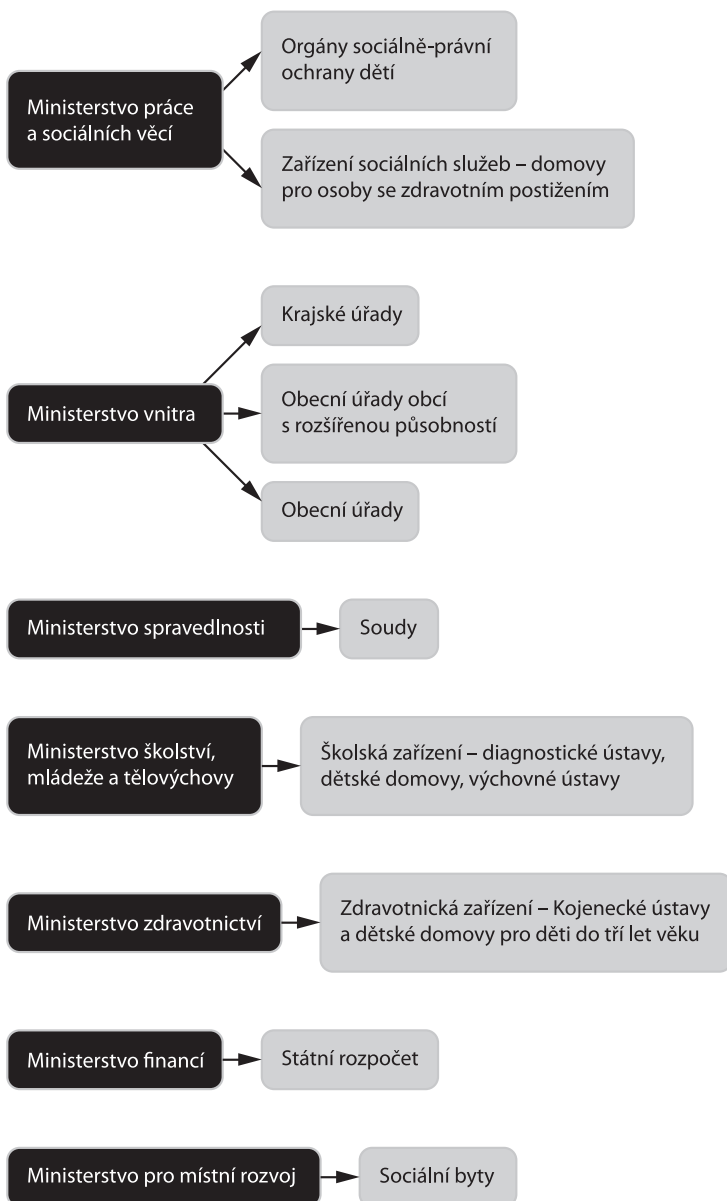 Orgány sociálně-právní
ochrany dětí
Ministerstvo práce
a sociálních věcí
Zařízení sociálních služeb – domovy
pro osoby se zdravotním postižením
Krajské úřady
Ministerstvo vnitra
Obecní úřady obcí
s rozšířenou působností
Obecní úřady
Ministerstvo spravedlnosti
Soudy
Ministerstvo školství,
mládeže a tělovýchovy
Školská zařízení – diagnostické ústavy,
dětské domovy, výchovné ústavy
Ministerstvo zdravotnictví
Zdravotnická zařízení – Kojenecké ústavy
a dětské domovy pro děti do tří let věku
Ministerstvo financí
Státní rozpočet
Ministerstvo pro místní rozvoj
Sociální byty